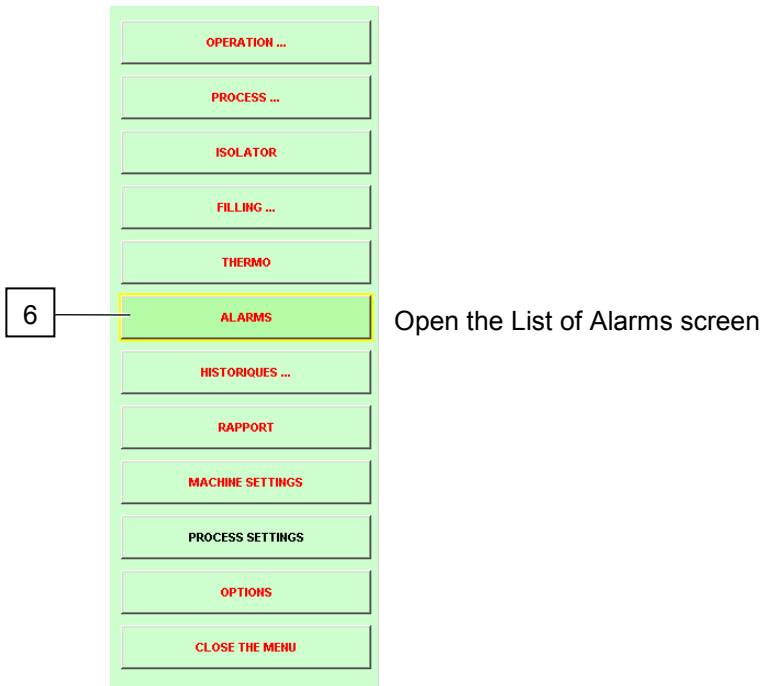 OPERATION ...
PROCESS ...
ISOLATOR
FILLING ...
THERMO
6
ALARMS
Open the List of Alarms screen
HISTORIQUES ...
RAPPORT
MACHINE SETTINGS
PROCESS SETTINGS
OPTIONS
CLOSE THE MENU